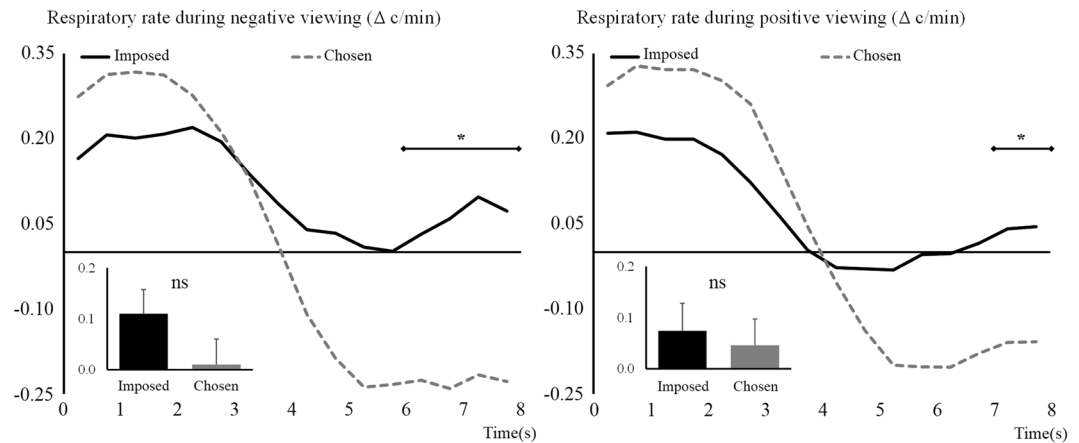 Respiratory rate during negative viewing (Δ c/min)
Imposed
Chosen
0.35
0.20
0.05
-0.10
-0.25
*
0.2
0.1
0.0
ns
Imposed
Chosen
0 1 2 3 4 5 6 7 8
Time(s)
Respiratory rate during positive viewing (Δ c/min)
Imposed
Chosen
0.35
0.20
0.05
-0.10
-0.25
*
0.2
0.1
0.0
ns
Imposed
Chosen
0 1 2 3 4 5 6 7 8
Time(s)